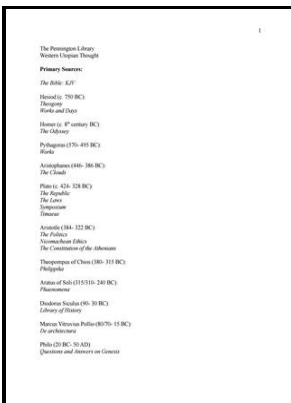 1
The Pennington Library
Western Utopian Thought
Primary Sources:
The Bible: KJV
Hesiod (c. 750 BC)
Theogony
Works and Days
Homer (c. 8th century BC)
The Odyssey
Pythagoras (570- 495 BC)
Works
Aristophanes (446- 386 BC)
The Clouds
Plato (c. 424- 328 BC)
The Republic
The Laws
Symposium
Timaeus
Aristotle (384- 322 BC)
The Politics
Nicomachean Ethics
The Constitution of the Athenians
Theopompus of Chios (380- 315 BC)
Philippika
Aratus of Soli (315/310- 240 BC)
Phaenomena
Diodorus Siculus (90- 30 BC)
Library of History
Marcus Vitruvius Pollio (80/70- 15 BC)
De architectura
Philo (20 BC- 50 AD)
Questions and Answers on Genesis